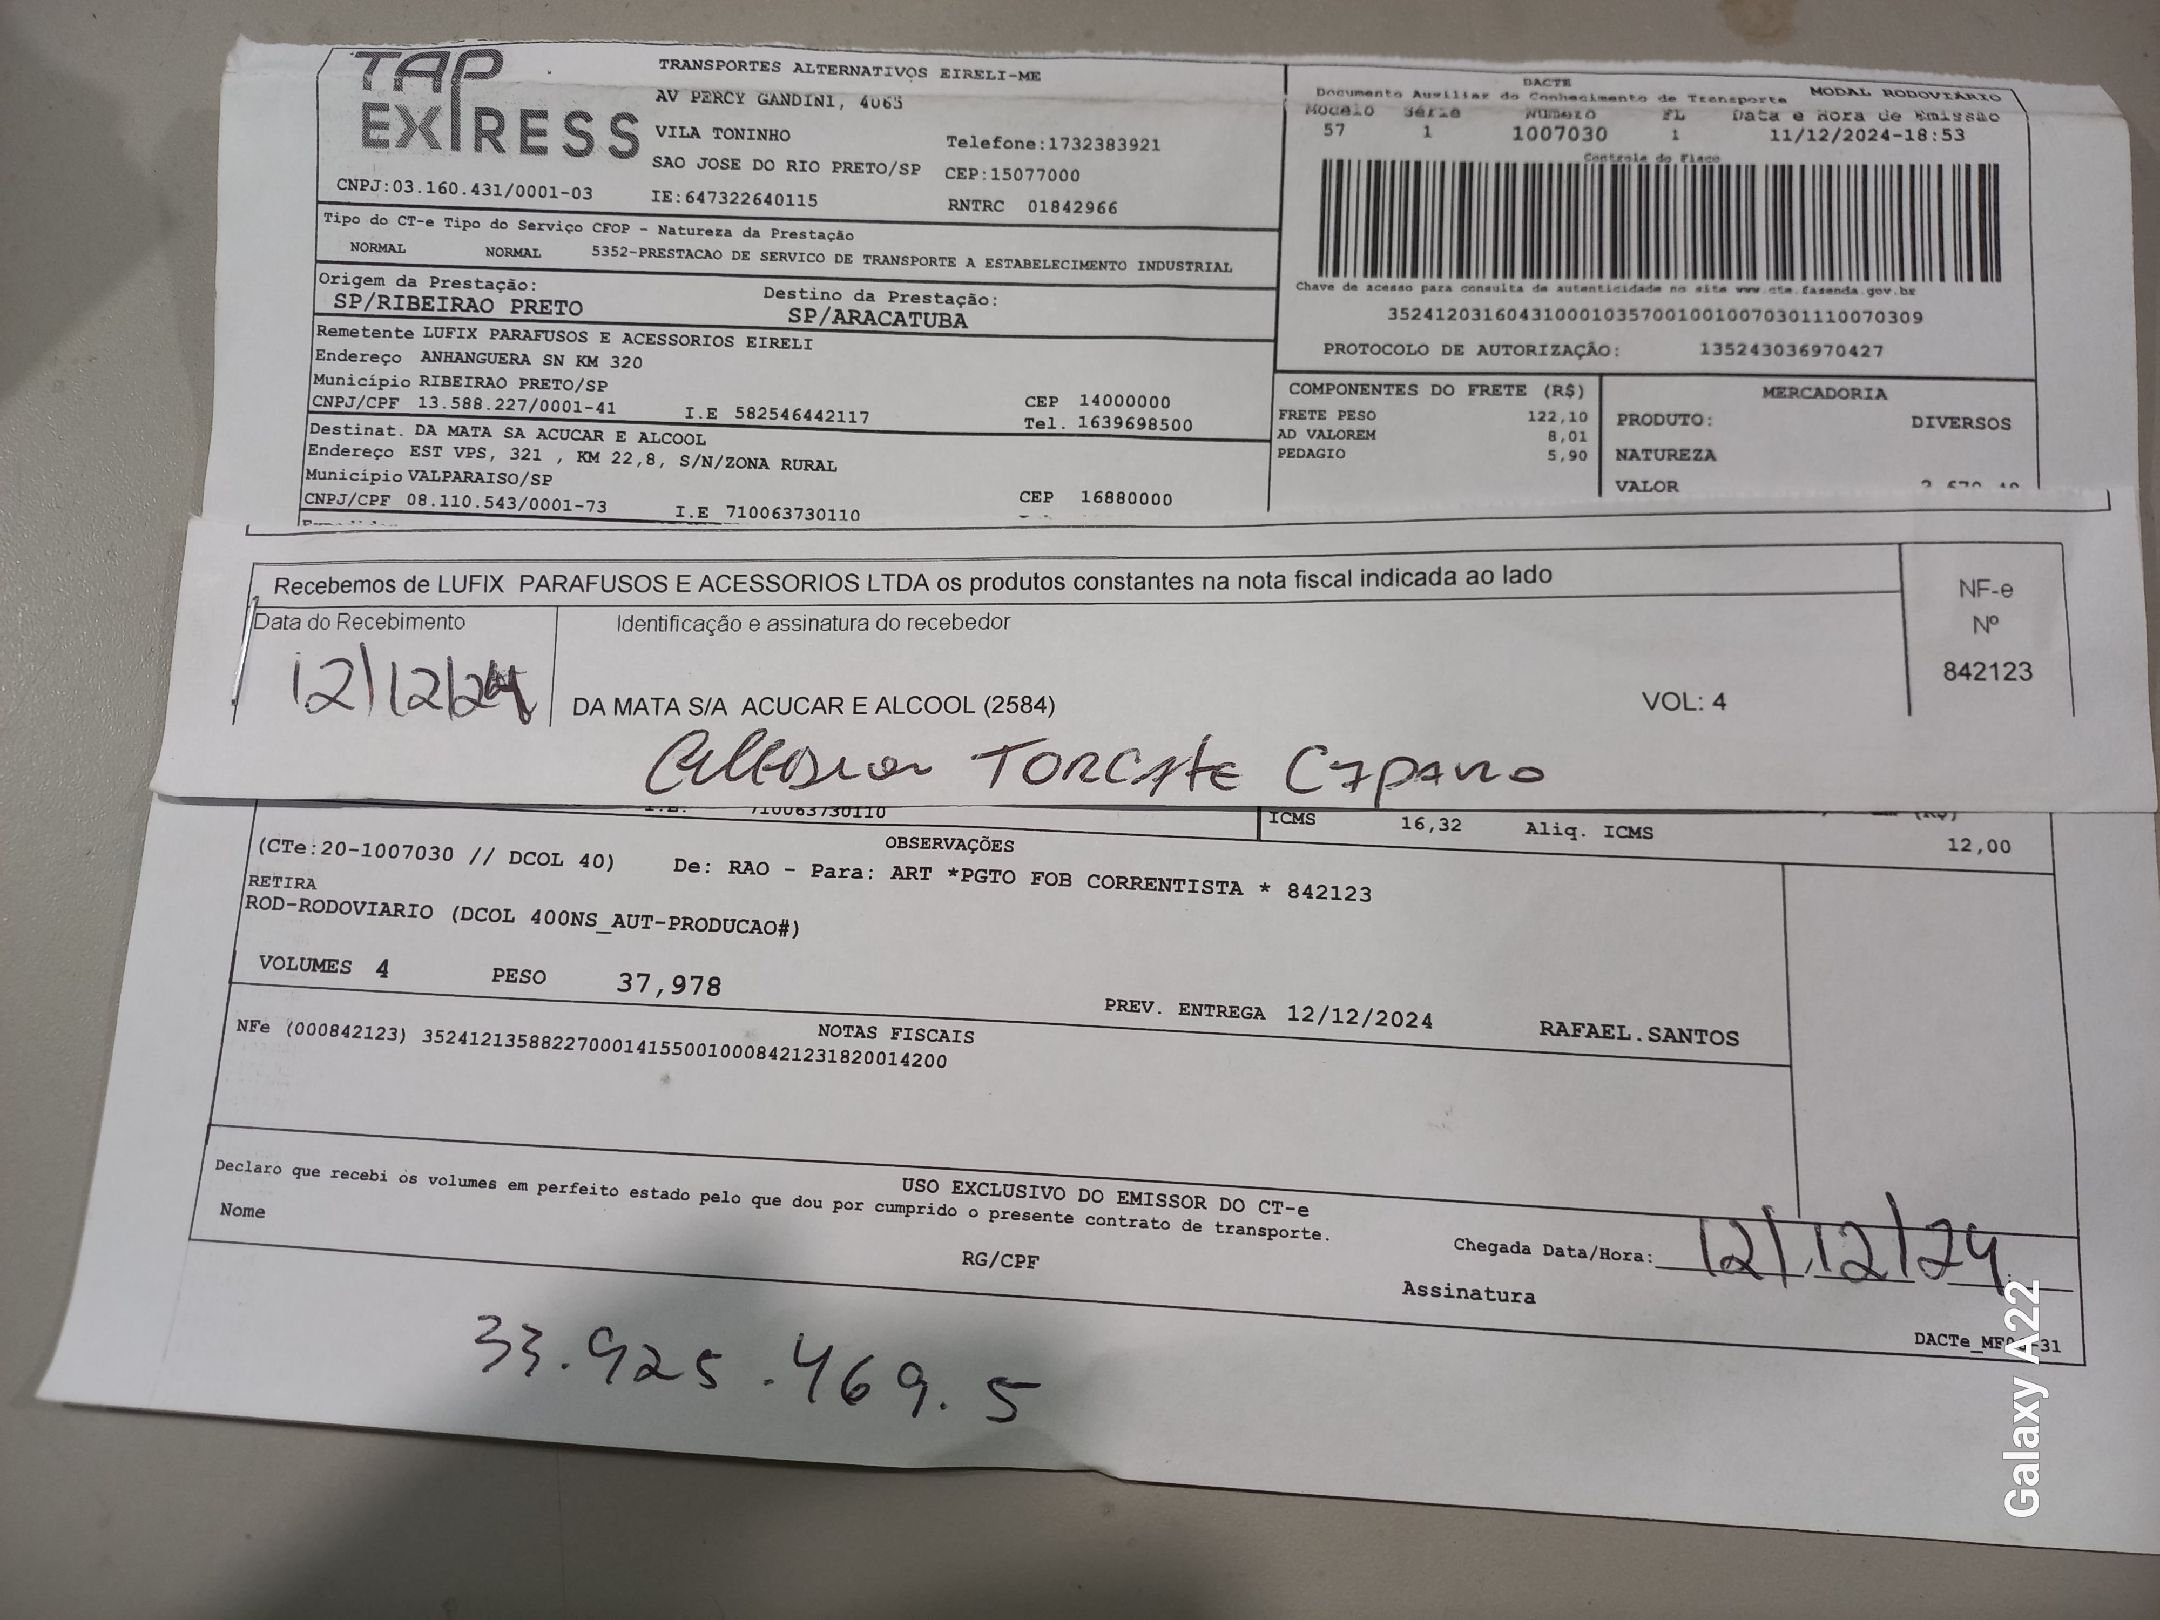 TAP EXPRESS
TRANSPORTES ALTERNATIVOS EIRELI-ME
AV PERCY GANDINI, 4065
VILA TONINHO
Telefone:1732383921
SAO JOSE DO RIO PRETO/SP CEP:15077000
CNPJ:03.160.431/0001-03 IE:647322640115 RNTRC 01842966
DACTE
Documento Auxiliar do Conhecimento de Transporte MODAL RODOVIÁRIO
Modelo Série Número FL Data e Hora de Emissão
57 1 1007030 1 11/12/2024-18:53
Controle do Fisco
Chave de acesso para consulta de autenticidade no site www.cte.fazenda.gov.br
35241203160431000103570010010070301110070309
PROTOCOLO DE AUTORIZAÇÃO: 135243036970427
Tipo do CT-e Tipo do Serviço CFOP - Natureza da Prestação
NORMAL NORMAL 5352-PRESTACAO DE SERVICO DE TRANSPORTE A ESTABELECIMENTO INDUSTRIAL
Origem da Prestação: Destino da Prestação:
SP/RIBEIRAO PRETO SP/ARACATUBA
Remetente LUFIX PARAFUSOS E ACESSORIOS EIRELI
Endereço ANHANGUERA SN KM 320
Município RIBEIRAO PRETO/SP CEP 14000000
CNPJ/CPF 13.588.227/0001-41 I.E 582546442117 Tel. 1639698500
Destinat. DA MATA SA ACUCAR E ALCOOL
Endereço EST VPS, 321 , KM 22,8, S/N/ZONA RURAL
Município VALPARAISO/SP CEP 16880000
CNPJ/CPF 08.110.543/0001-73 I.E 710063730110
COMPONENTES DO FRETE (R$)
FRETE PESO 122,10
AD VALOREM 8,01
PEDAGIO 5,90
MERCADORIA
PRODUTO: DIVERSOS
NATUREZA
VALOR
Recebemos de LUFIX PARAFUSOS E ACESSORIOS LTDA os produtos constantes na nota fiscal indicada ao lado
NF-e
Nº
842123
Data do Recebimento Identificação e assinatura do recebedor
12/12/24
DA MATA S/A ACUCAR E ALCOOL (2584) VOL: 4
TORCATE
I.E. 710063730110
ICMS 16,32 Aliq. ICMS 12,00
OBSERVAÇÕES
(CTe:20-1007030 // DCOL 40) De: RAO - Para: ART *PGTO FOB CORRENTISTA * 842123
RETIRA
ROD-RODOVIARIO (DCOL 400NS_AUT-PRODUCAO#)
VOLUMES 4 PESO 37,978
PREV. ENTREGA 12/12/2024 RAFAEL.SANTOS
NOTAS FISCAIS
NFe (000842123) 35241213588227000141550010008421231820014200
USO EXCLUSIVO DO EMISSOR DO CT-e
Declaro que recebi os volumes em perfeito estado pelo que dou por cumprido o presente contrato de transporte.
Nome RG/CPF
Chegada Data/Hora: 12/12/24
Assinatura
33.925.469.5
Galaxy A22